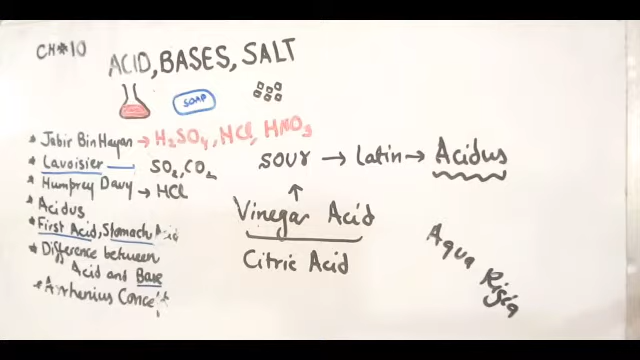 CH#10
ACID, BASES, SALT
SOAP
* Jabir Bin Hayan → H₂SO₄, HCl, HNO₃
* Lavoisier — SO₂, CO₂
* Humprey Davy → HCl
* Acidus
* First Acid, Stomach Acid
* Difference between
Acid and Base
* Arrhenius Concept
Sour → Latin → Acidus
Vinegar Acid
Citric Acid
Aqua Risia